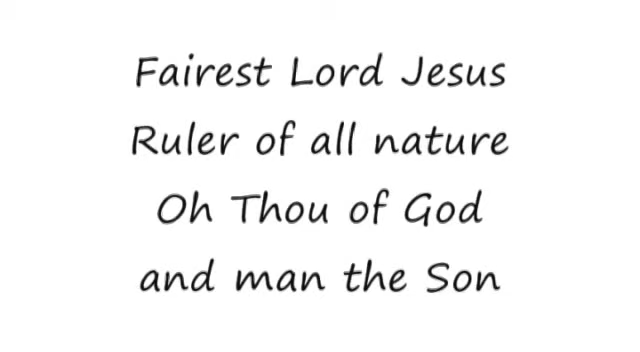 Fairest Lord Jesus
Ruler of all nature
Oh Thou of God
and man the Son